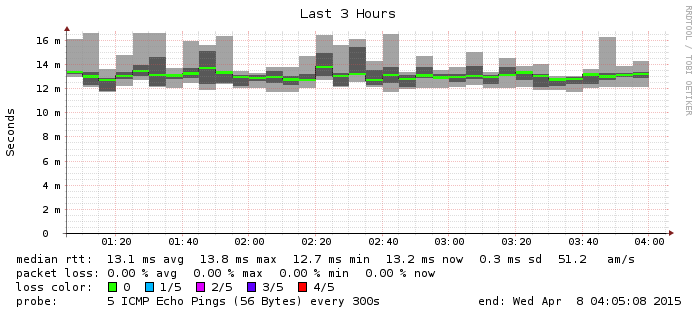 Last 3 Hours
RRDTOOL / TOBI OETIKER
Seconds
16 m
14 m
12 m
10 m
8 m
6 m
4 m
2 m
0
01:20 01:40 02:00 02:20 02:40 03:00 03:20 03:40 04:00
median rtt: 13.1 ms avg 13.8 ms max 12.7 ms min 13.2 ms now 0.3 ms sd 51.2 am/s
packet loss: 0.00 % avg 0.00 % max 0.00 % min 0.00 % now
loss color: 0 1/5 2/5 3/5 4/5
probe: 5 ICMP Echo Pings (56 Bytes) every 300s end: Wed Apr 8 04:05:08 2015